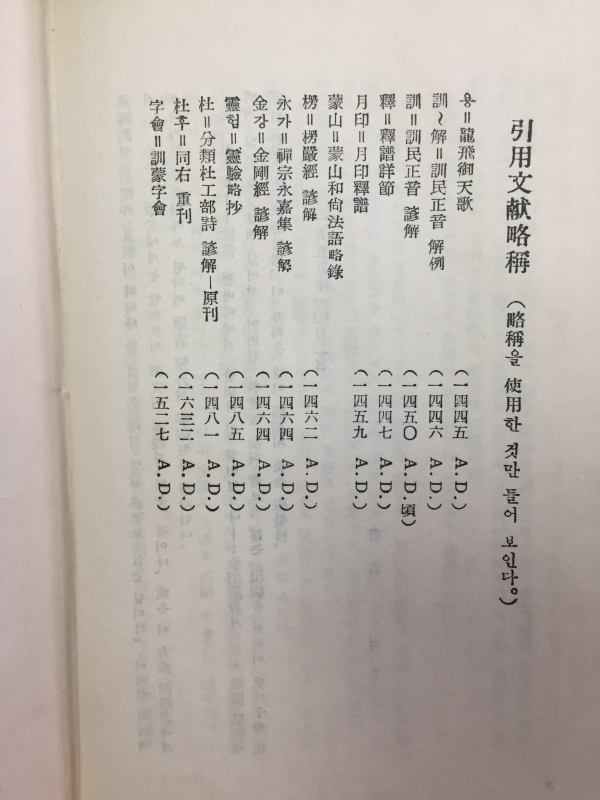 引用文献略稱 (略稱을 使用한 것만 들어 보인다。)
용=龍飛御天歌 (一四四五 A.D.)
訓~解=訓民正音 解例 (一四四六 A.D.)
訓=訓民正音 諺解 (一四五〇 A.D.頃)
釋=釋譜詳節 (一四四七 A.D.)
月印=月印釋譜 (一四五九 A.D.)
蒙山=蒙山和尙法語略錄
楞=楞嚴經 諺解 (一四六二 A.D.)
永가=禪宗永嘉集 諺解 (一四六四 A.D.)
金강=金剛經 諺解 (一四六四 A.D.)
靈험=靈驗略抄 (一四八五 A.D.)
杜=分類杜工部詩 諺解—原刊 (一四八一 A.D.)
杜후=同右 重刊 (一六三二 A.D.)
字會=訓蒙字會 (一五二七 A.D.)